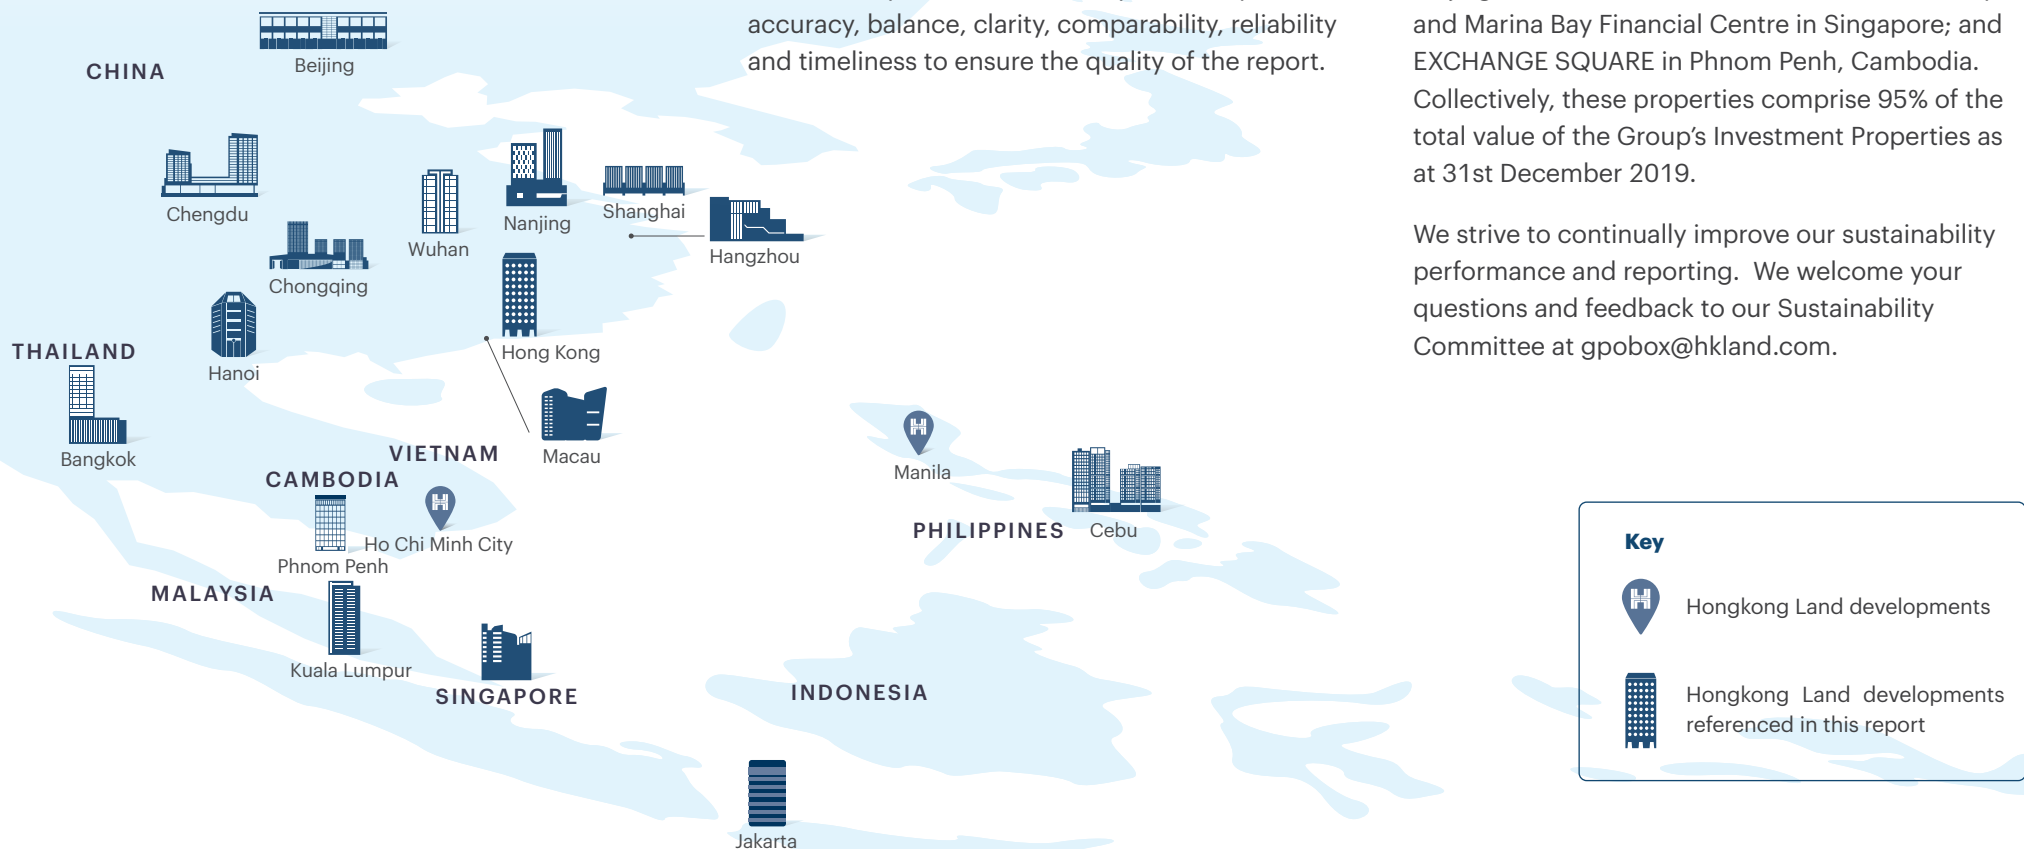 accuracy, balance, clarity, comparability, reliability
and timeliness to ensure the quality of the report.
and Marina Bay Financial Centre in Singapore; and
EXCHANGE SQUARE in Phnom Penh, Cambodia.
Collectively, these properties comprise 95% of the
total value of the Group’s Investment Properties as
at 31st December 2019.
We strive to continually improve our sustainability
performance and reporting.  We welcome your
questions and feedback to our Sustainability
Committee at gpobox@hkland.com.
CHINA
Beijing
Chengdu
Chongqing
Wuhan
Nanjing
Shanghai
Hangzhou
Hong Kong
Macau
Hanoi
THAILAND
Bangkok
VIETNAM
CAMBODIA
Ho Chi Minh City
Phnom Penh
MALAYSIA
Kuala Lumpur
SINGAPORE
INDONESIA
Jakarta
Manila
PHILIPPINES
Cebu
Key
Hongkong Land developments
Hongkong Land developments
referenced in this report